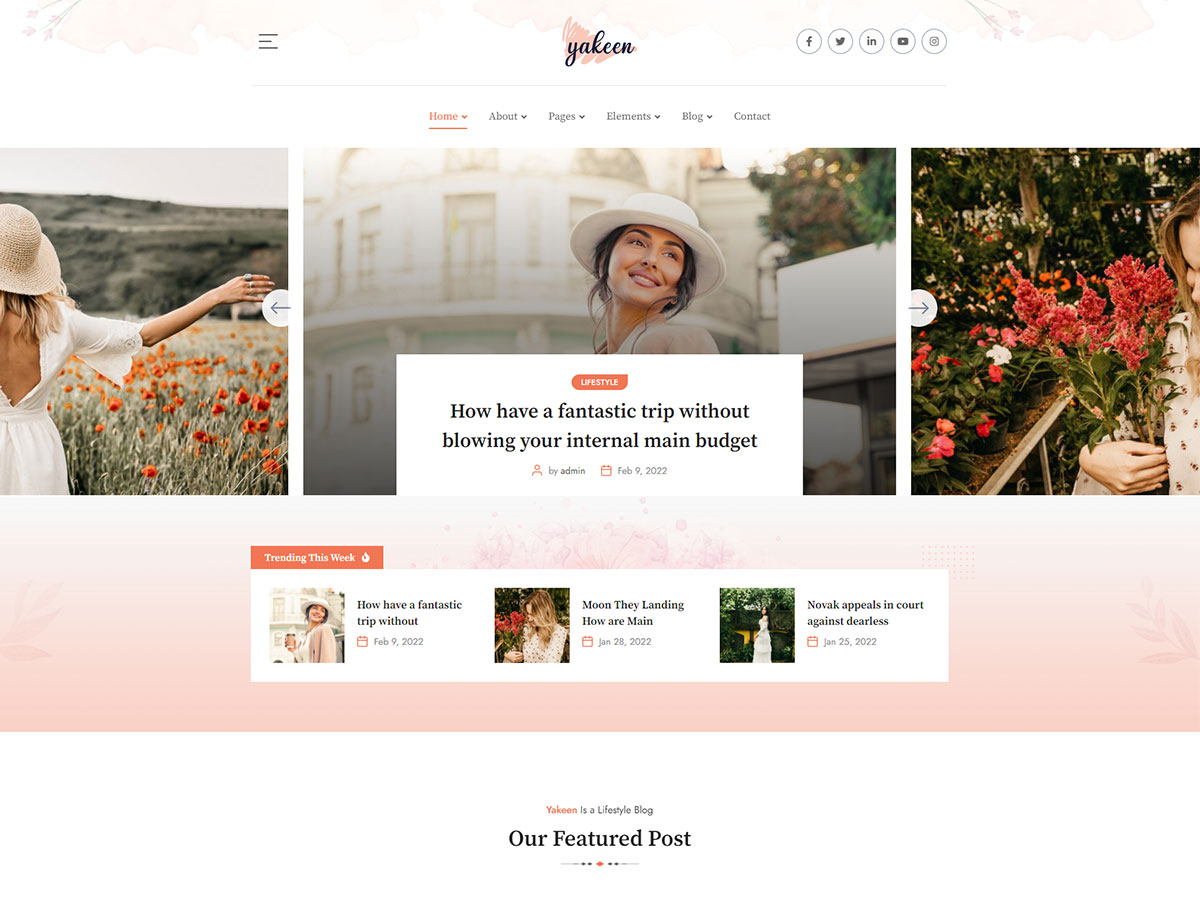 yakeen
Home About Pages Elements Blog Contact
LIFESTYLE
How have a fantastic trip without
blowing your internal main budget
by admin Feb 9, 2022
Trending This Week
How have a fantastic
trip without
Feb 9, 2022
Moon They Landing
How are Main
Jan 28, 2022
Novak appeals in court
against dearless
Jan 25, 2022
Yakeen Is a Lifestyle Blog
Our Featured Post